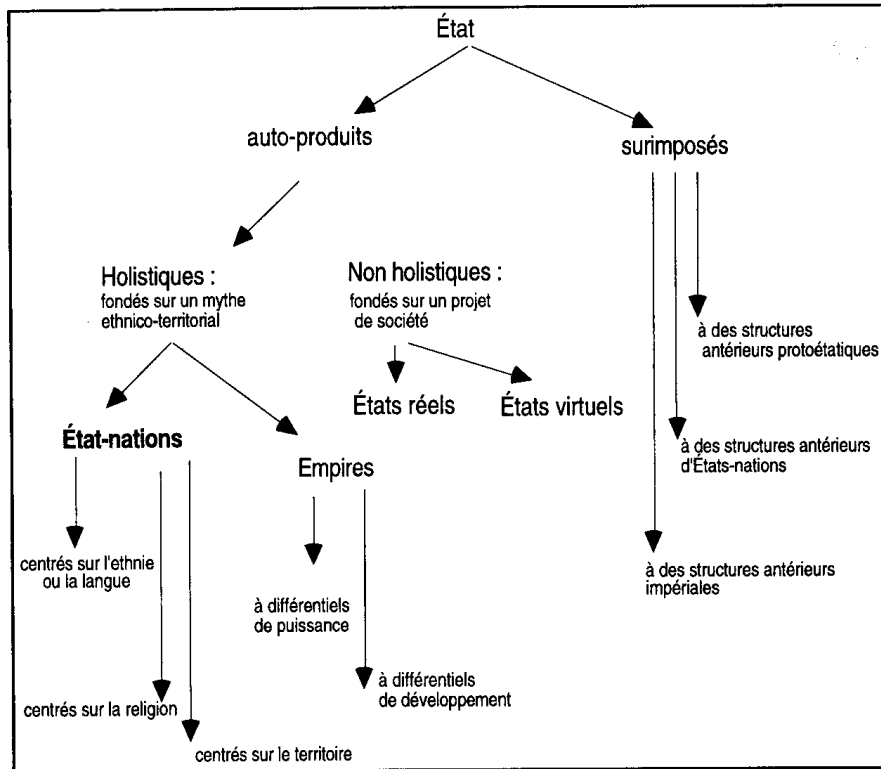 État
auto-produits
surimposés
Holistiques :
fondés sur un mythe
ethnico-territorial
Non holistiques :
fondés sur un projet
de société
à des structures
antérieurs protoétatiques
États réels
États virtuels
État-nations
Empires
à des structures antérieurs
d'États-nations
centrés sur l'ethnie
ou la langue
à des structures antérieurs
impériales
à différentiels
de puissance
à différentiels
de développement
centrés sur la religion
centrés sur le territoire